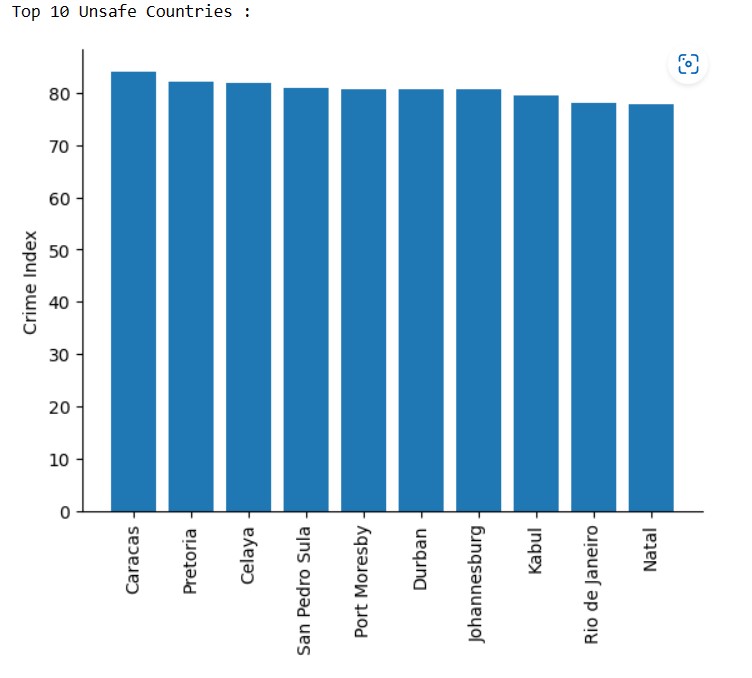 Top 10 Unsafe Countries :
80
70
60
50
40
30
20
10
0
Crime Index
Caracas
Pretoria
Celaya
San Pedro Sula
Port Moresby
Durban
Johannesburg
Kabul
Rio de Janeiro
Natal